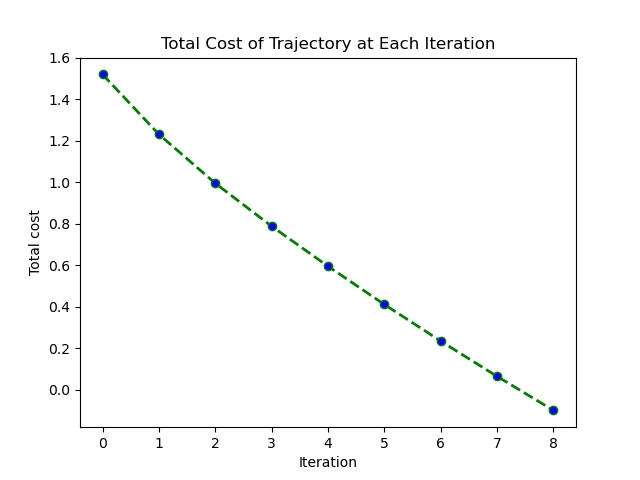 Total Cost of Trajectory at Each Iteration
Total cost
1.6
1.4
1.2
1.0
0.8
0.6
0.4
0.2
0.0
0 1 2 3 4 5 6 7 8
Iteration